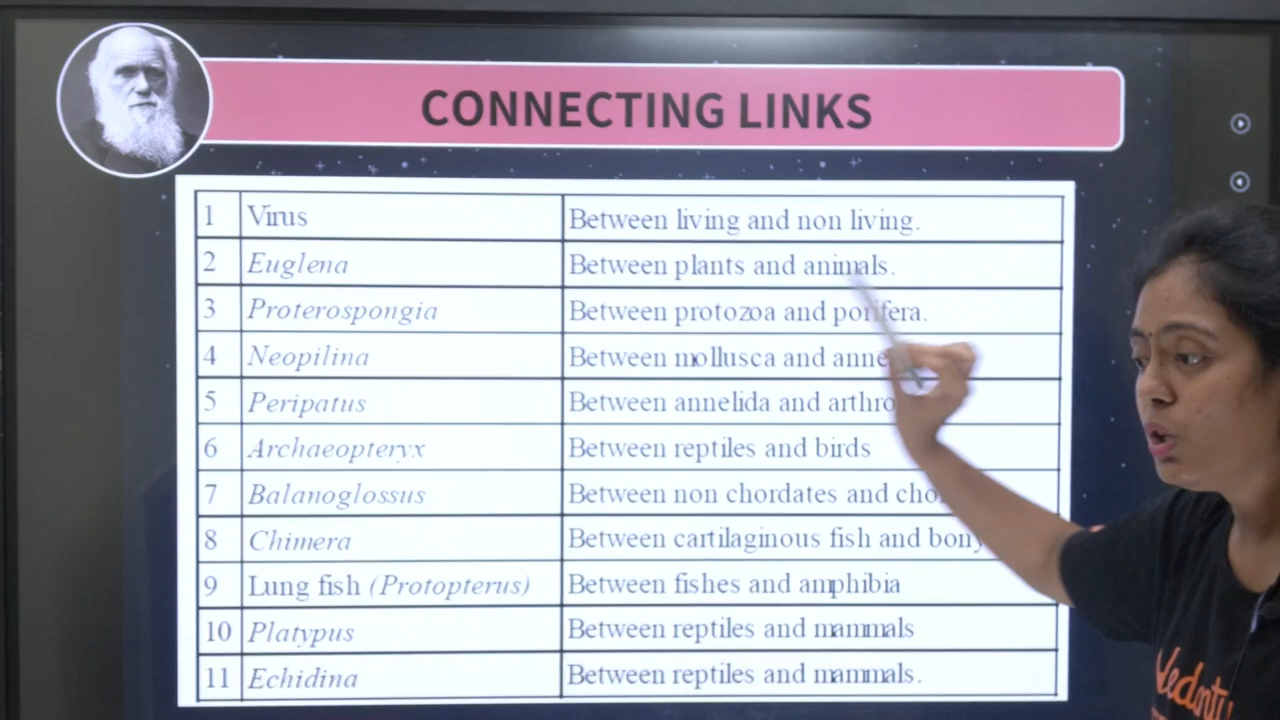 CONNECTING LINKS
1 Virus Between living and non living.
2 Euglena Between plants and animals.
3 Proterospongia Between protozoa and porifera.
4 Neopilina Between mollusca and anne
5 Peripatus Between annelida and arthro
6 Archaeopteryx Between reptiles and birds
7 Balanoglossus Between non chordates and cho
8 Chimera Between cartilaginous fish and bony
9 Lung fish (Protopterus) Between fishes and amphibia
10 Platypus Between reptiles and mammals
11 Echidina Between reptiles and mammals.
Vedantu